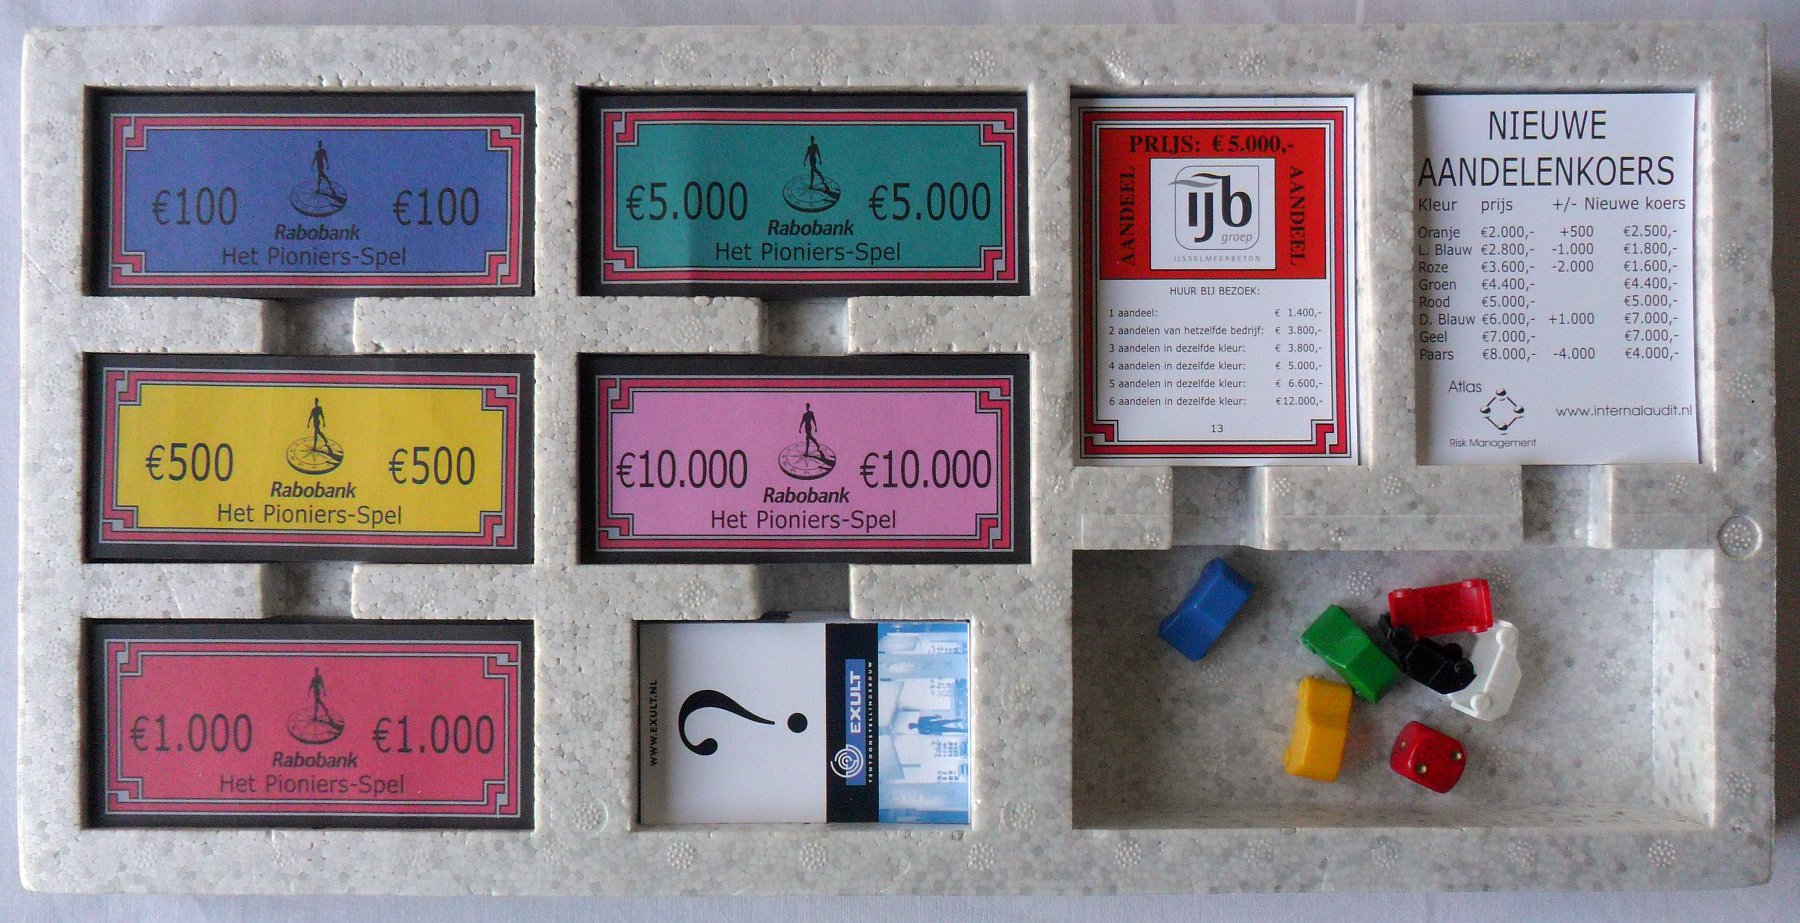 €100 €100
Rabobank
Het Pioniers-Spel
€500 €500
Rabobank
Het Pioniers-Spel
€1.000 €1.000
Rabobank
Het Pioniers-Spel
€5.000 €5.000
Rabobank
Het Pioniers-Spel
€10.000 €10.000
Rabobank
Het Pioniers-Spel
WWW.EXULT.NL
?
EXULT
TENTOONSTELLINGSBOUW
PRIJS: € 5.000,-
AANDEEL
AANDEEL
ijb
groep
IJSSELMEERBETON
HUUR BIJ BEZOEK:
1 aandeel: € 1.400,-
2 aandelen van hetzelfde bedrijf: € 3.800,-
3 aandelen in dezelfde kleur: € 3.800,-
4 aandelen in dezelfde kleur: € 5.000,-
5 aandelen in dezelfde kleur: € 6.600,-
6 aandelen in dezelfde kleur: €12.000,-
13
NIEUWE
AANDELENKOERS
Kleur prijs +/- Nieuwe koers
Oranje €2.000,- +500 €2.500,-
L. Blauw €2.800,- -1.000 €1.800,-
Roze €3.600,- -2.000 €1.600,-
Groen €4.400,- €4.400,-
Rood €5.000,- €5.000,-
D. Blauw €6.000,- +1.000 €7.000,-
Geel €7.000,- €7.000,-
Paars €8.000,- -4.000 €4.000,-
Atlas
www.internalaudit.nl
Risk Management